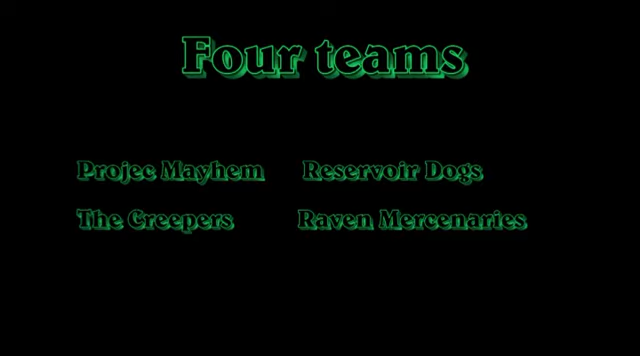 Four teams
Projec Mayhem Reservoir Dogs
The Creepers Raven Mercenaries